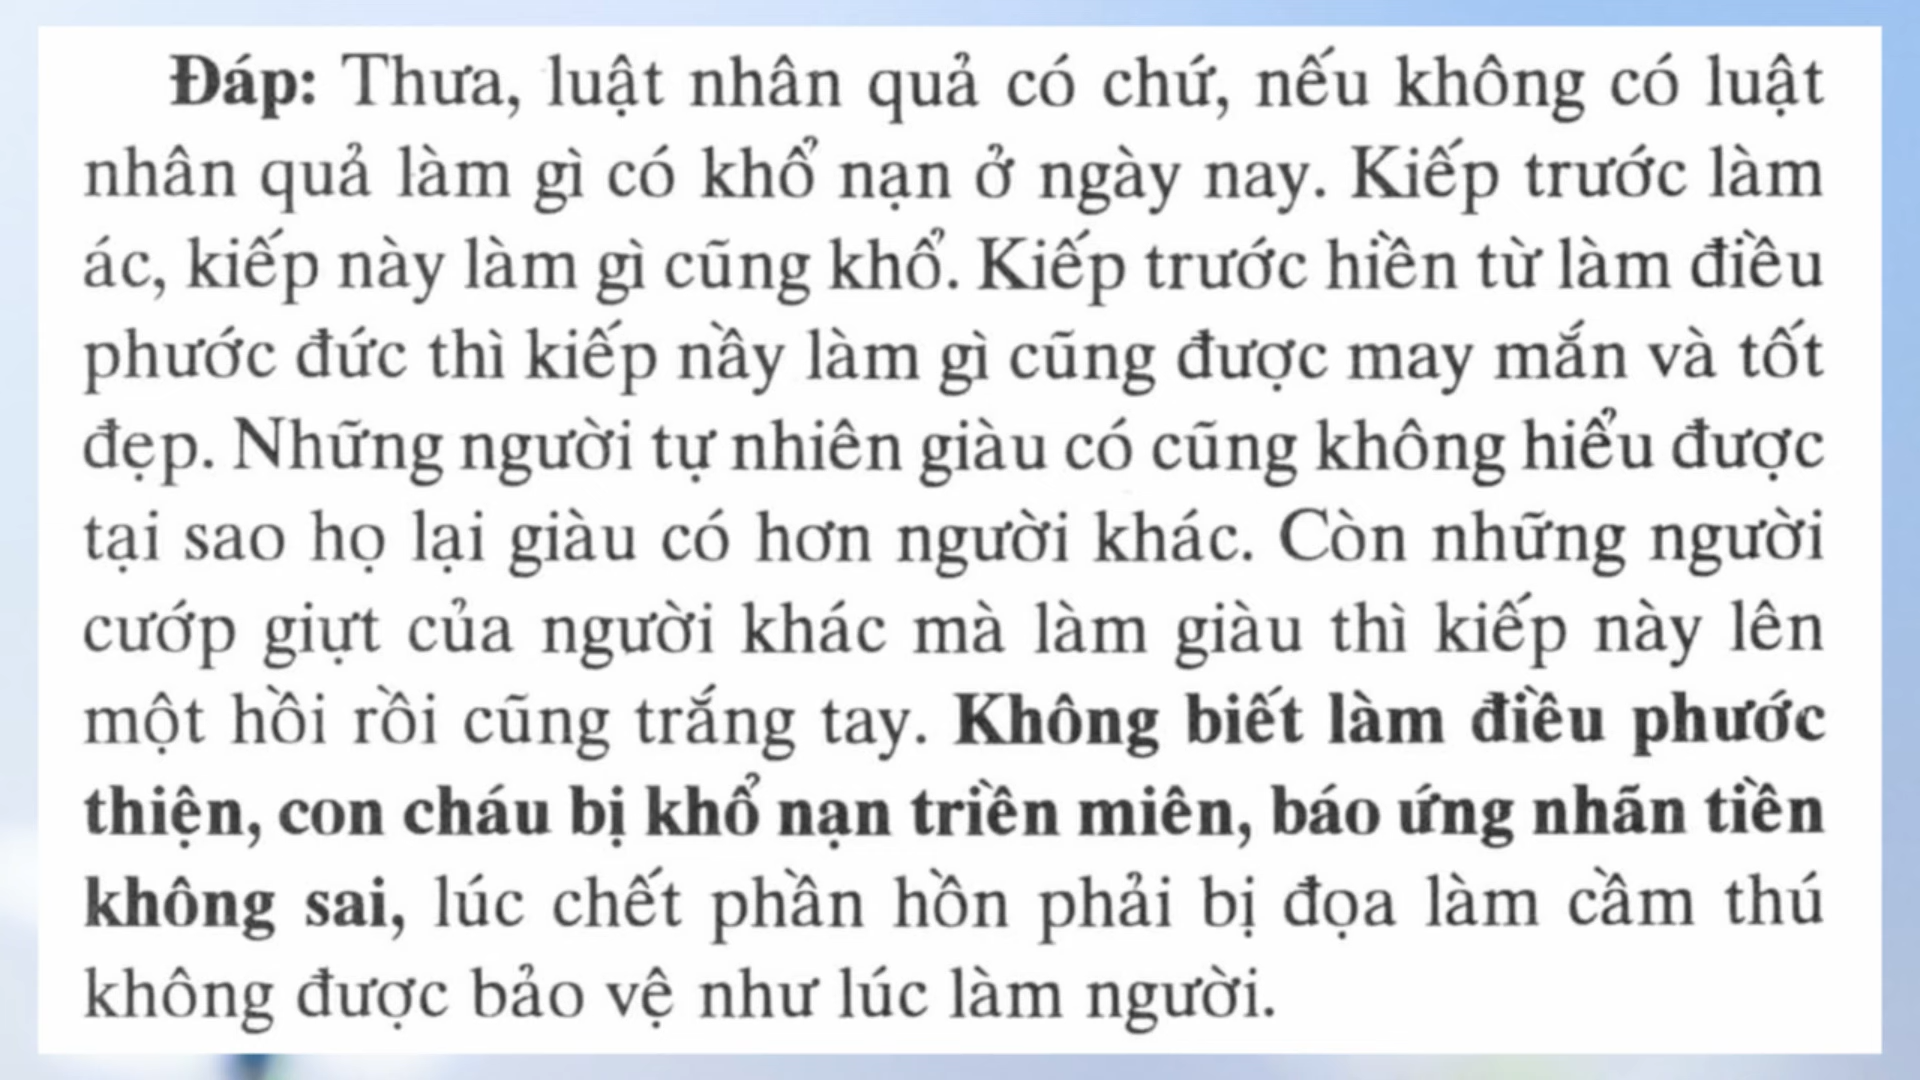 Đáp: Thưa, luật nhân quả có chứ, nếu không có luật
nhân quả làm gì có khổ nạn ở ngày nay. Kiếp trước làm
ác, kiếp này làm gì cũng khổ. Kiếp trước hiền từ làm điều
phước đức thì kiếp nầy làm gì cũng được may mắn và tốt
đẹp. Những người tự nhiên giàu có cũng không hiểu được
tại sao họ lại giàu có hơn người khác. Còn những người
cướp giựt của người khác mà làm giàu thì kiếp này lên
một hồi rồi cũng trắng tay. Không biết làm điều phước
thiện, con cháu bị khổ nạn triền miên, báo ứng nhãn tiền
không sai, lúc chết phần hồn phải bị đọa làm cầm thú
không được bảo vệ như lúc làm người.